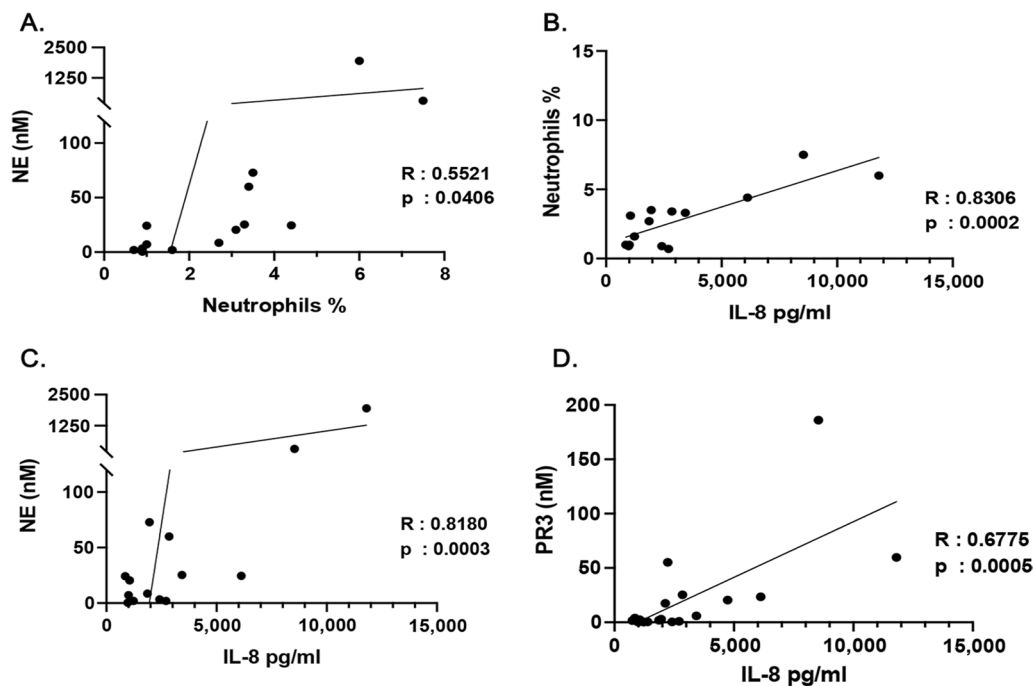 A.
2500
1250
100
50
0
NE (nM)
R : 0.5521
p : 0.0406
0 2 4 6 8
Neutrophils %
B.
15
10
5
0
Neutrophils %
R : 0.8306
p : 0.0002
0 5,000 10,000 15,000
IL-8 pg/ml
C.
2500
1250
100
50
0
NE (nM)
R : 0.8180
p : 0.0003
0 5,000 10,000 15,000
IL-8 pg/ml
D.
200
150
100
50
0
PR3 (nM)
R : 0.6775
p : 0.0005
0 5,000 10,000 15,000
IL-8 pg/ml